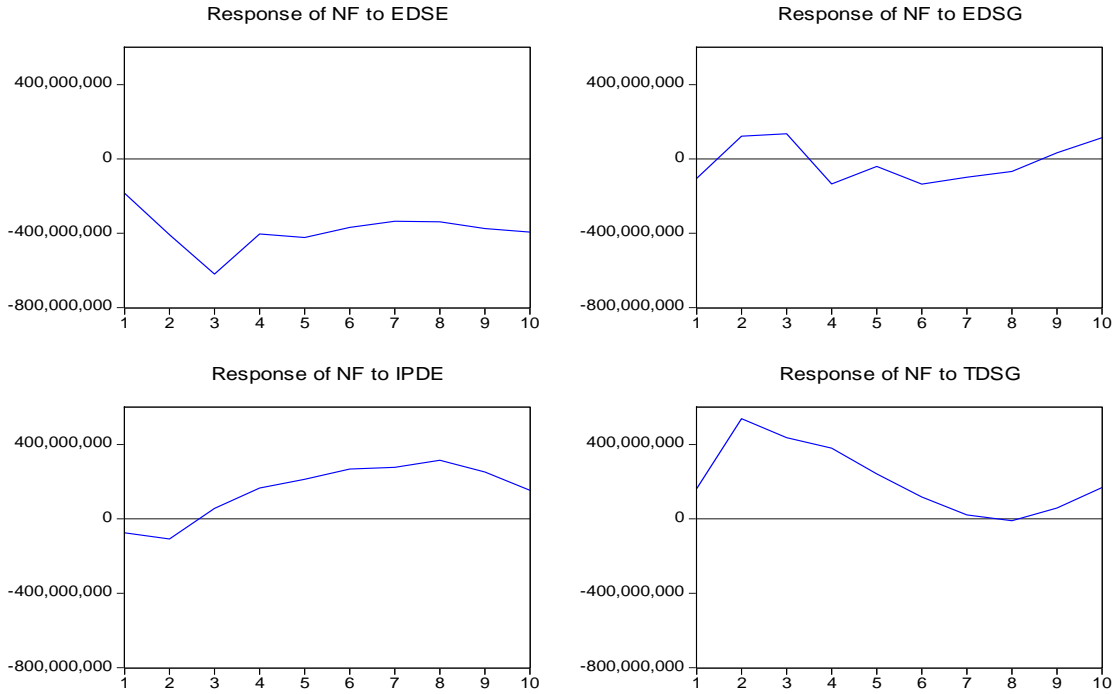 Response of NF to EDSE
400,000,000
0
-400,000,000
-800,000,000
1 2 3 4 5 6 7 8 9 10
Response of NF to EDSG
400,000,000
0
-400,000,000
-800,000,000
1 2 3 4 5 6 7 8 9 10
Response of NF to IPDE
400,000,000
0
-400,000,000
-800,000,000
1 2 3 4 5 6 7 8 9 10
Response of NF to TDSG
400,000,000
0
-400,000,000
-800,000,000
1 2 3 4 5 6 7 8 9 10